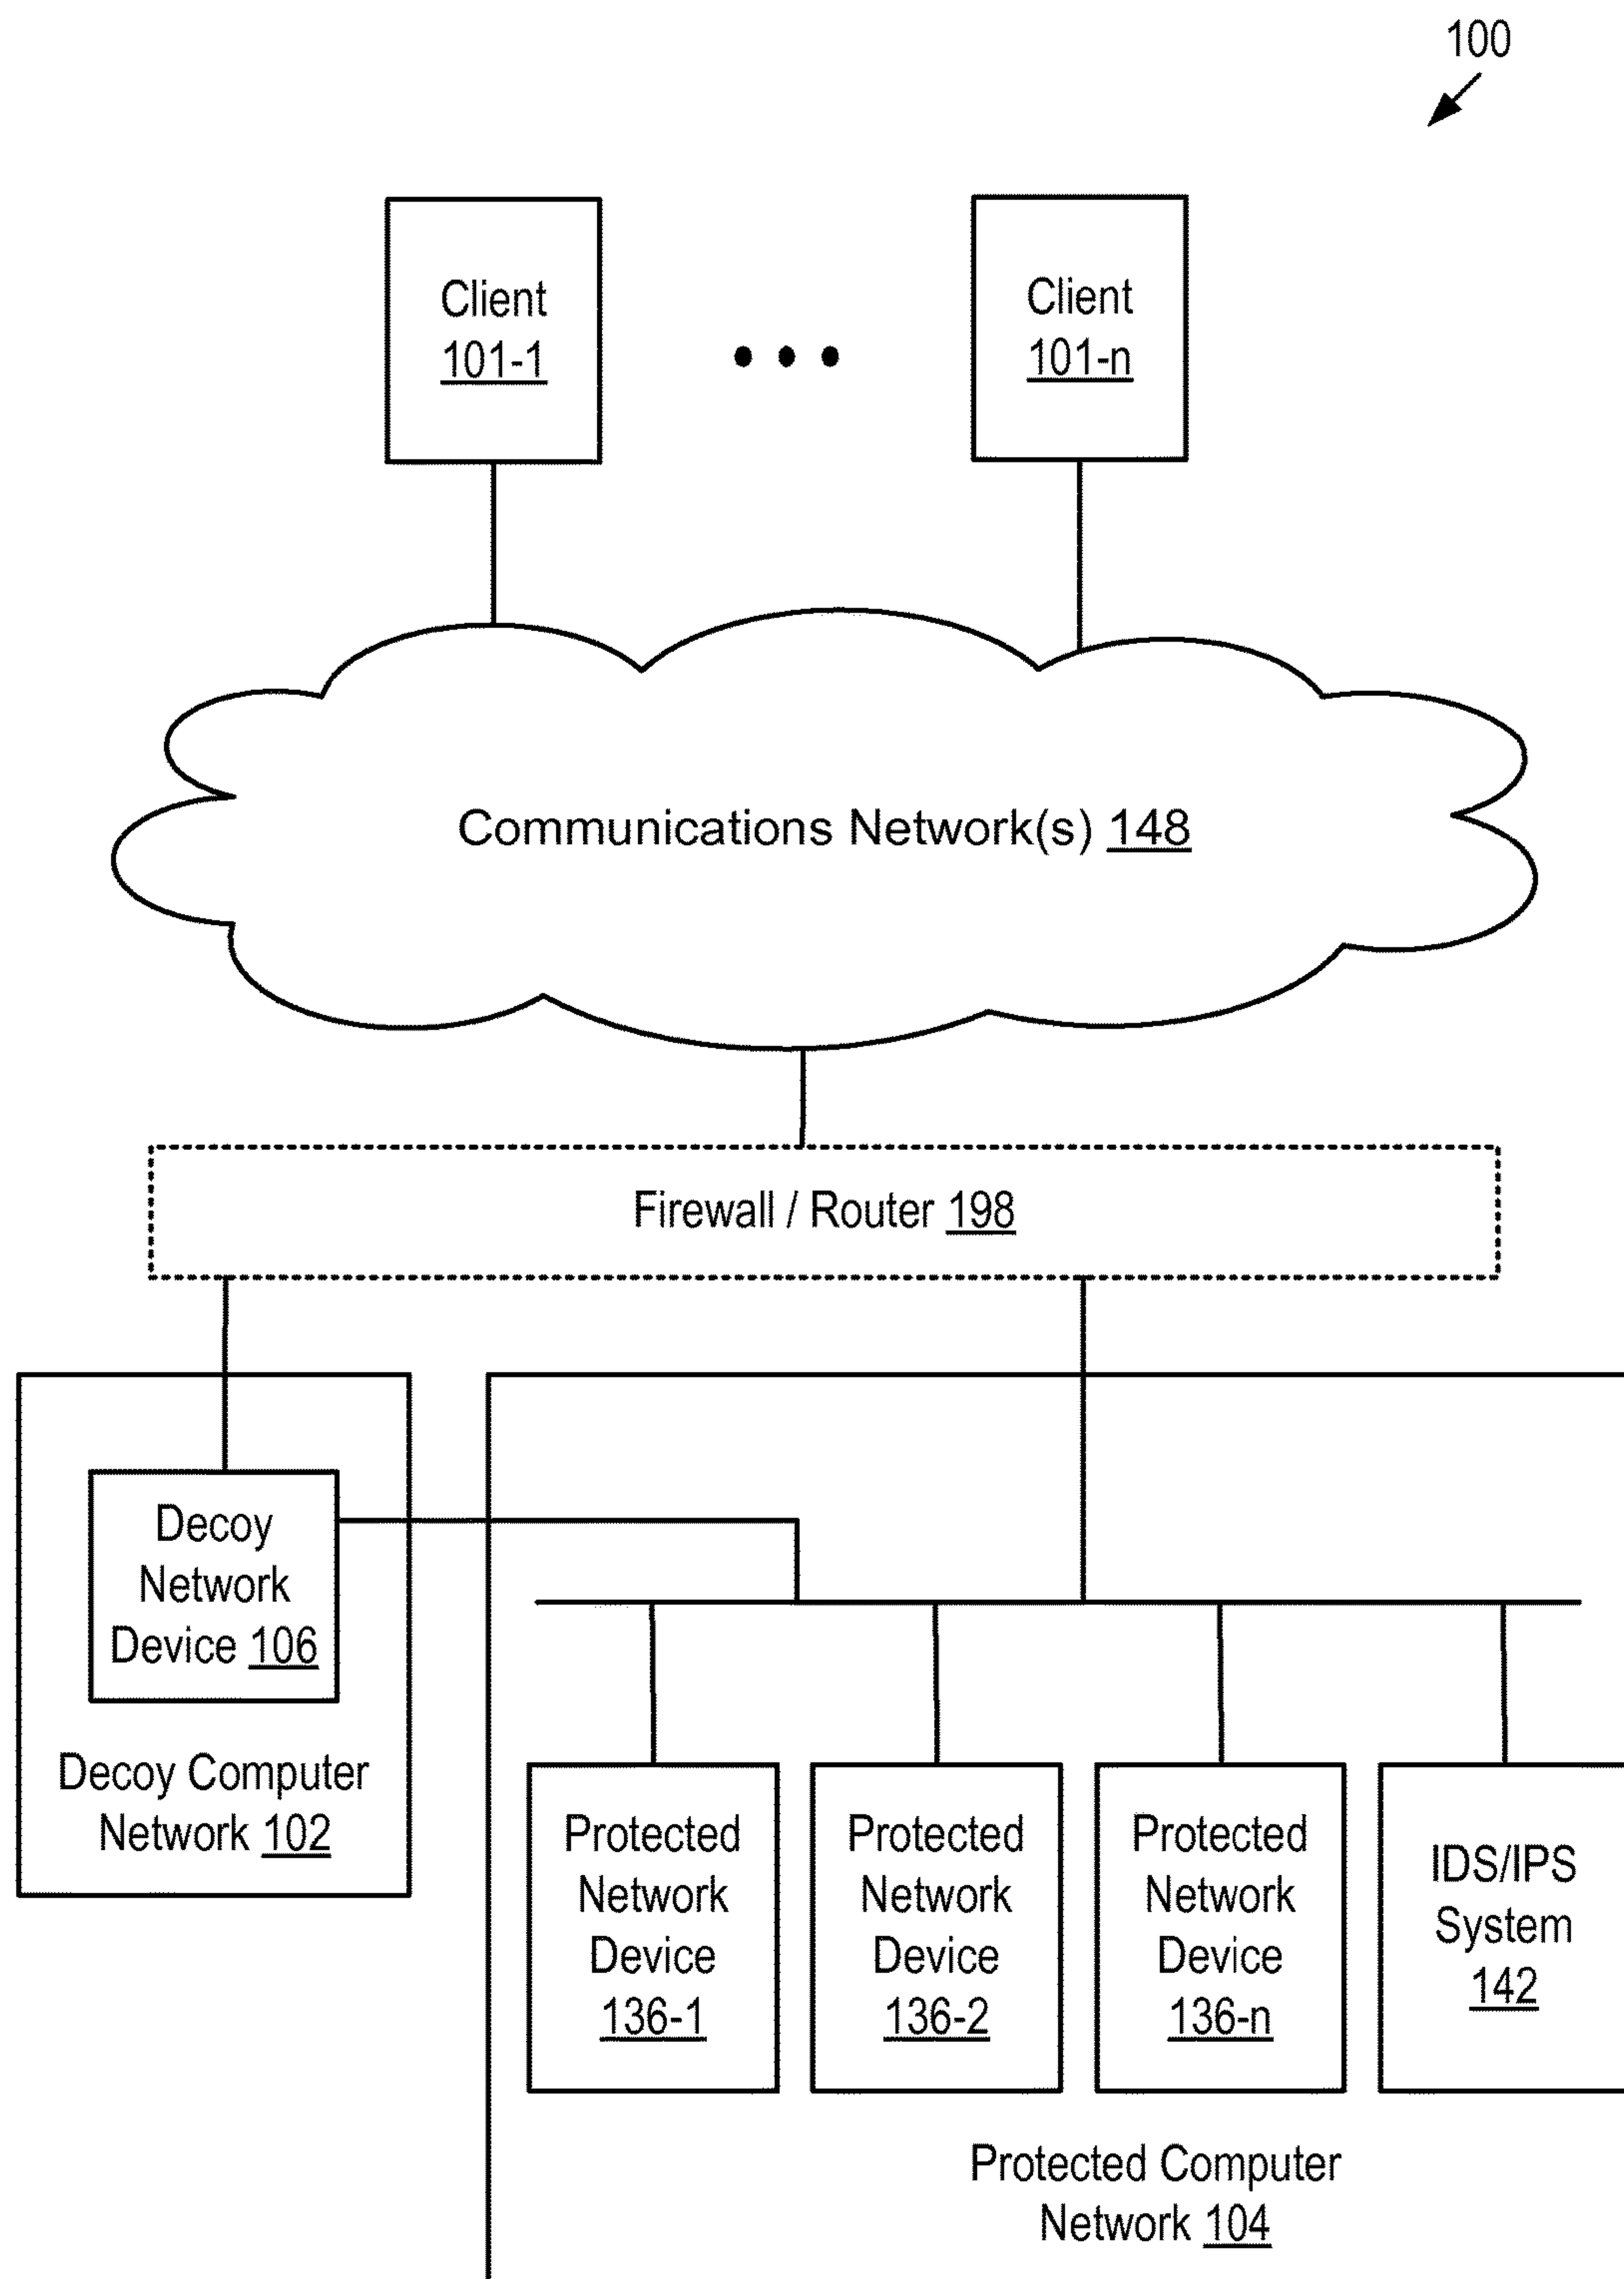 100
Client
101-1
Client
101-n
Communications Network(s) 148
Firewall / Router 198
Decoy
Network
Device 106
Decoy Computer
Network 102
Protected
Network
Device
136-1
Protected
Network
Device
136-2
Protected
Network
Device
136-n
IDS/IPS
System
142
Protected Computer
Network 104